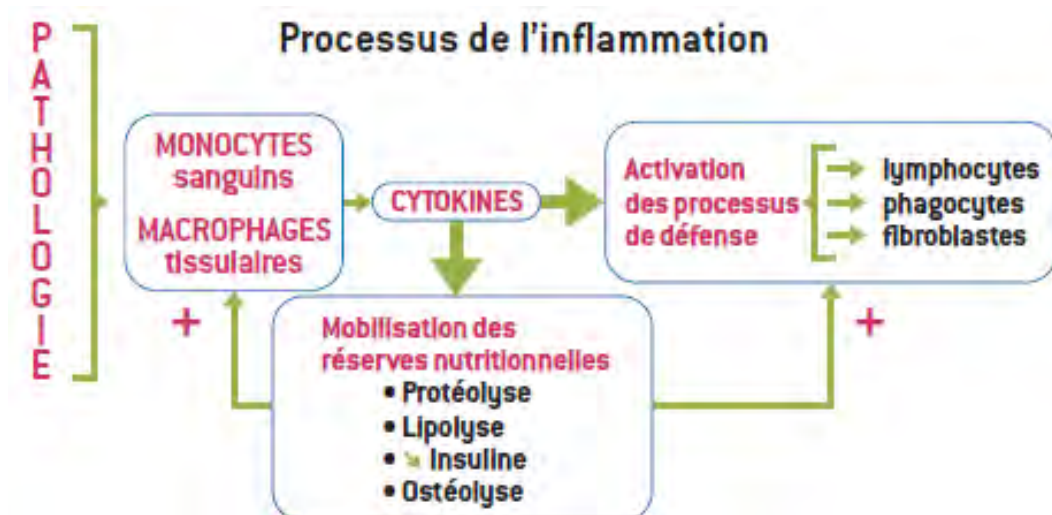 Processus de l'inflammation
PATHOLOGIE
MONOCYTES
sanguins
MACROPHAGES
tissulaires
CYTOKINES
Activation
des processus
de défense
lymphocytes
phagocytes
fibroblastes
+
+
Mobilisation des
réserves nutritionnelles
• Protéolyse
• Lipolyse
• ↘ Insuline
• Ostéolyse